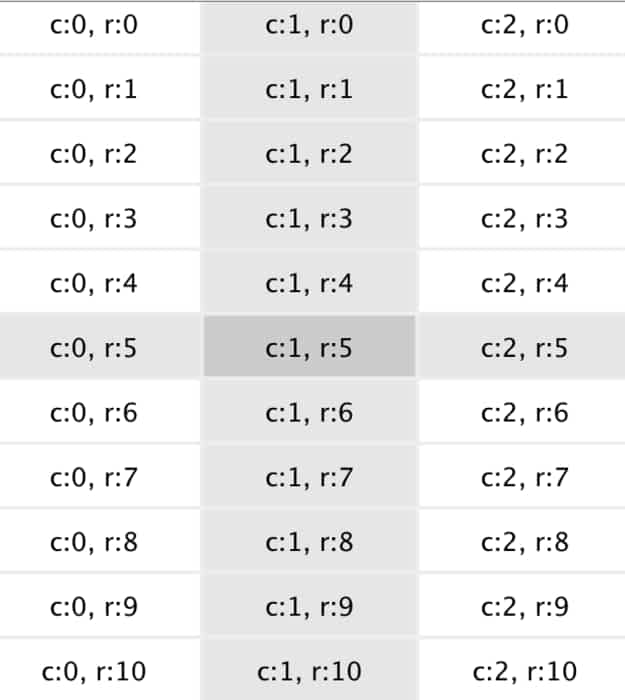 c:0, r:0 c:1, r:0 c:2, r:0
c:0, r:1 c:1, r:1 c:2, r:1
c:0, r:2 c:1, r:2 c:2, r:2
c:0, r:3 c:1, r:3 c:2, r:3
c:0, r:4 c:1, r:4 c:2, r:4
c:0, r:5 c:1, r:5 c:2, r:5
c:0, r:6 c:1, r:6 c:2, r:6
c:0, r:7 c:1, r:7 c:2, r:7
c:0, r:8 c:1, r:8 c:2, r:8
c:0, r:9 c:1, r:9 c:2, r:9
c:0, r:10 c:1, r:10 c:2, r:10